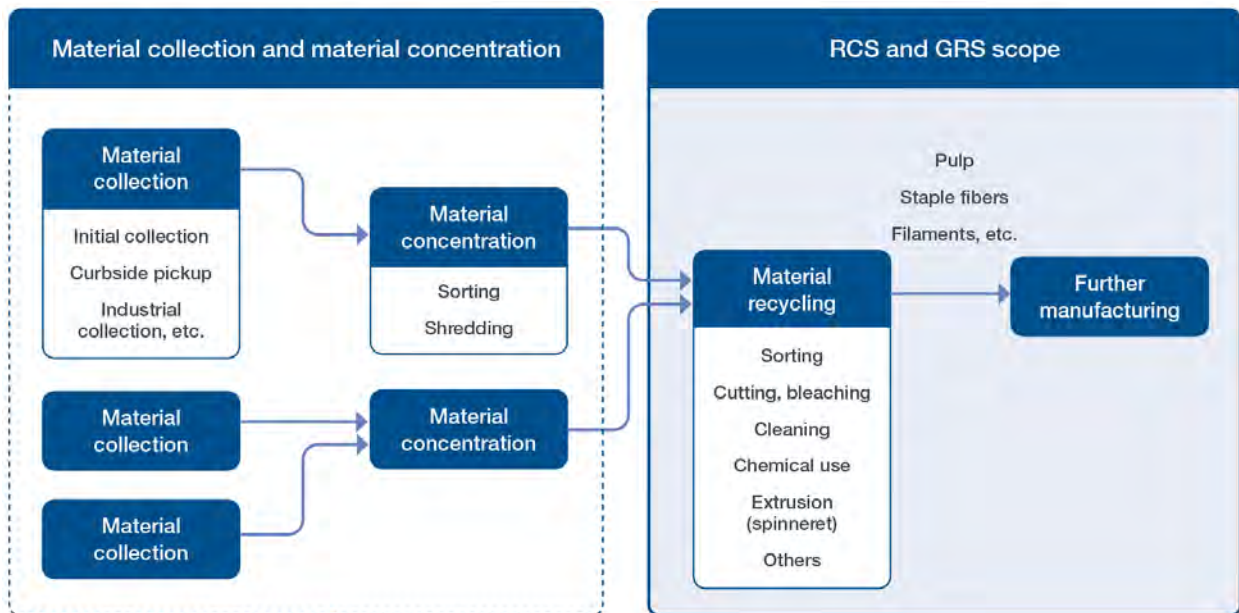 Material collection and material concentration
Material
collection
Initial collection
Curbside pickup
Industrial
collection, etc.
Material
concentration
Sorting
Shredding
Material
collection
Material
concentration
Material
collection
RCS and GRS scope
Pulp
Staple fibers
Filaments, etc.
Material
recycling
Sorting
Cutting, bleaching
Cleaning
Chemical use
Extrusion
(spinneret)
Others
Further
manufacturing